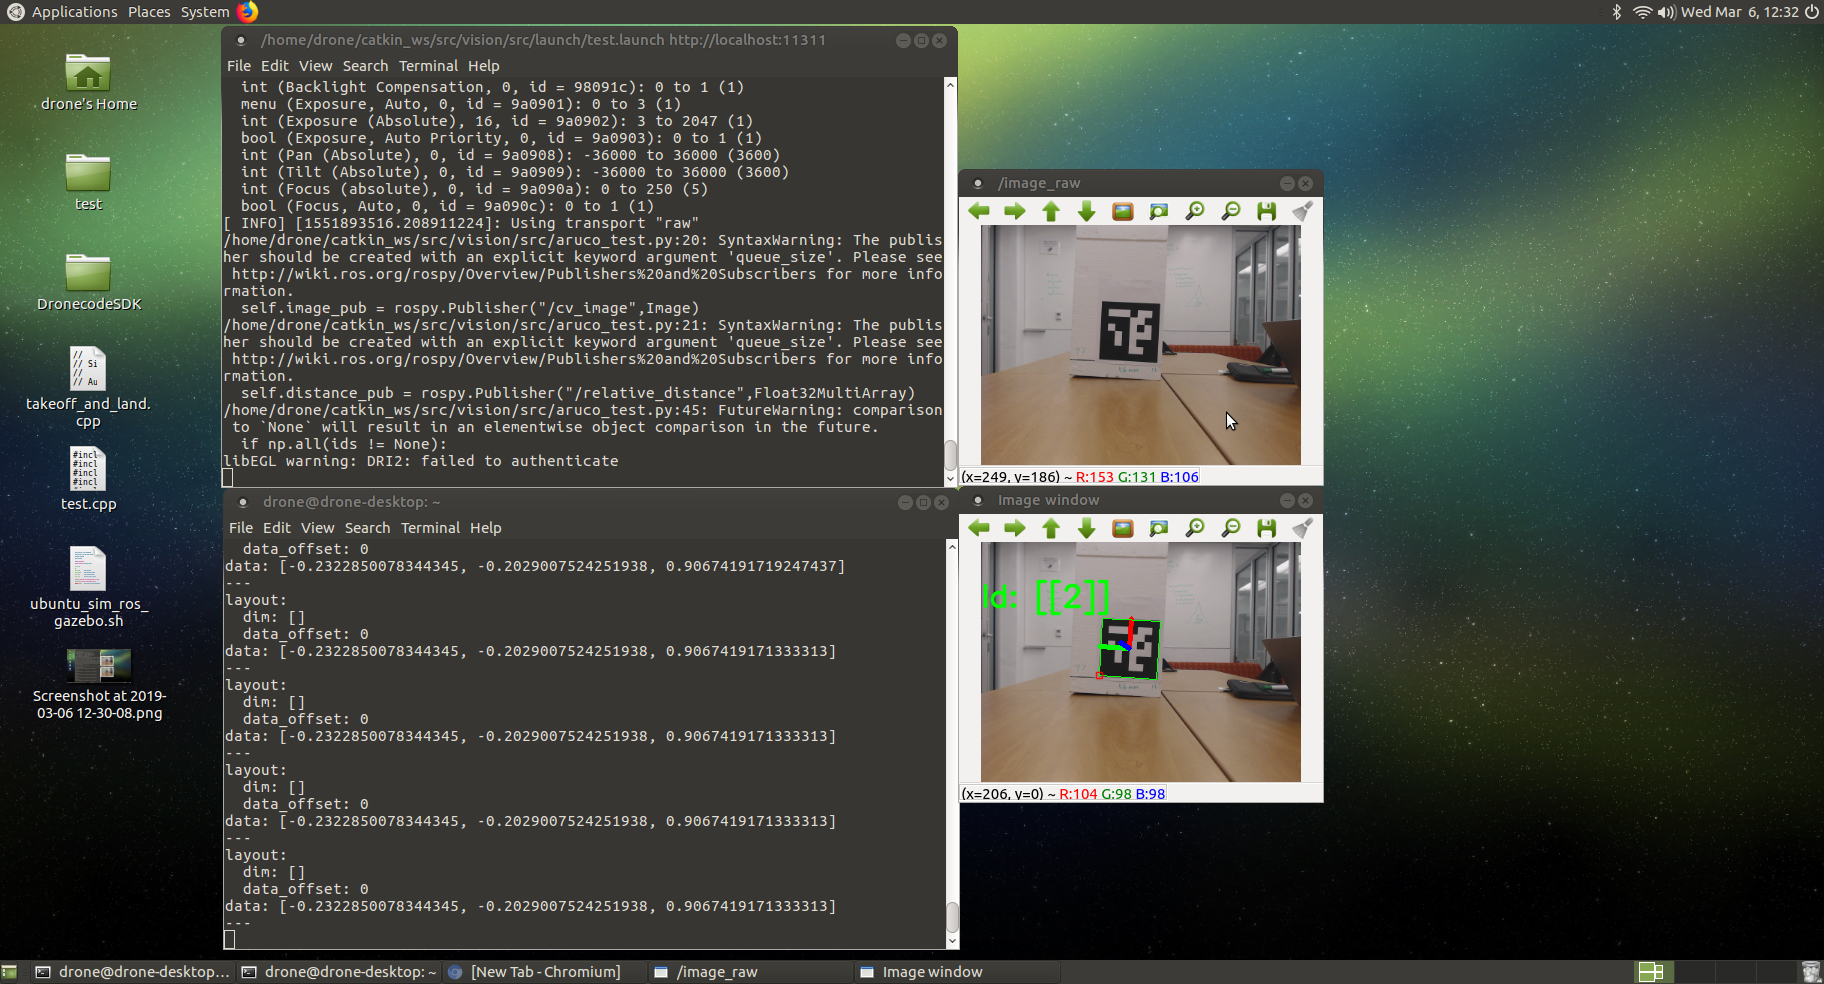 Applications Places System
Wed Mar 6, 12:32
drone's Home
test
DronecodeSDK
// 
// Si
//
// Au
takeoff_and_land.
cpp
#incl
#incl
#incl
#incl
test.cpp
ubuntu_sim_ros_
gazebo.sh
Screenshot at 2019-
03-06 12-30-08.png
/home/drone/catkin_ws/src/vision/src/launch/test.launch http://localhost:11311
File Edit View Search Terminal Help
int (Backlight Compensation, 0, id = 98091c): 0 to 1 (1)
menu (Exposure, Auto, 0, id = 9a0901): 0 to 3 (1)
int (Exposure (Absolute), 16, id = 9a0902): 3 to 2047 (1)
bool (Exposure, Auto Priority, 0, id = 9a0903): 0 to 1 (1)
int (Pan (Absolute), 0, id = 9a0908): -36000 to 36000 (3600)
int (Tilt (Absolute), 0, id = 9a0909): -36000 to 36000 (3600)
int (Focus (absolute), 0, id = 9a090a): 0 to 250 (5)
bool (Focus, Auto, 0, id = 9a090c): 0 to 1 (1)
[ INFO] [1551893516.208911224]: Using transport "raw"
/home/drone/catkin_ws/src/vision/src/aruco_test.py:20: SyntaxWarning: The publis
her should be created with an explicit keyword argument 'queue_size'. Please see
http://wiki.ros.org/rospy/Overview/Publishers%20and%20Subscribers for more info
rmation.
self.image_pub = rospy.Publisher("/cv_image",Image)
/home/drone/catkin_ws/src/vision/src/aruco_test.py:21: SyntaxWarning: The publis
her should be created with an explicit keyword argument 'queue_size'. Please see
http://wiki.ros.org/rospy/Overview/Publishers%20and%20Subscribers for more info
rmation.
self.distance_pub = rospy.Publisher("/relative_distance",Float32MultiArray)
/home/drone/catkin_ws/src/vision/src/aruco_test.py:45: FutureWarning: comparison
to `None` will result in an elementwise object comparison in the future.
if np.all(ids != None):
libEGL warning: DRI2: failed to authenticate
drone@drone-desktop: ~
File Edit View Search Terminal Help
data_offset: 0
data: [-0.2322850078344345, -0.2029007524251938, 0.90674191719247437]
---
layout:
dim: []
data_offset: 0
data: [-0.2322850078344345, -0.2029007524251938, 0.9067419171333313]
---
layout:
dim: []
data_offset: 0
data: [-0.2322850078344345, -0.2029007524251938, 0.9067419171333313]
---
layout:
dim: []
data_offset: 0
data: [-0.2322850078344345, -0.2029007524251938, 0.9067419171333313]
---
layout:
dim: []
data_offset: 0
data: [-0.2322850078344345, -0.2029007524251938, 0.9067419171333313]
---
/image_raw
(x=249, y=186) ~ R:153 G:131 B:106
Image window
Id: [[2]]
(x=206, y=0) ~ R:104 G:98 B:98
drone@drone-desktop... drone@drone-desktop: ~ [New Tab - Chromium] /image_raw Image window